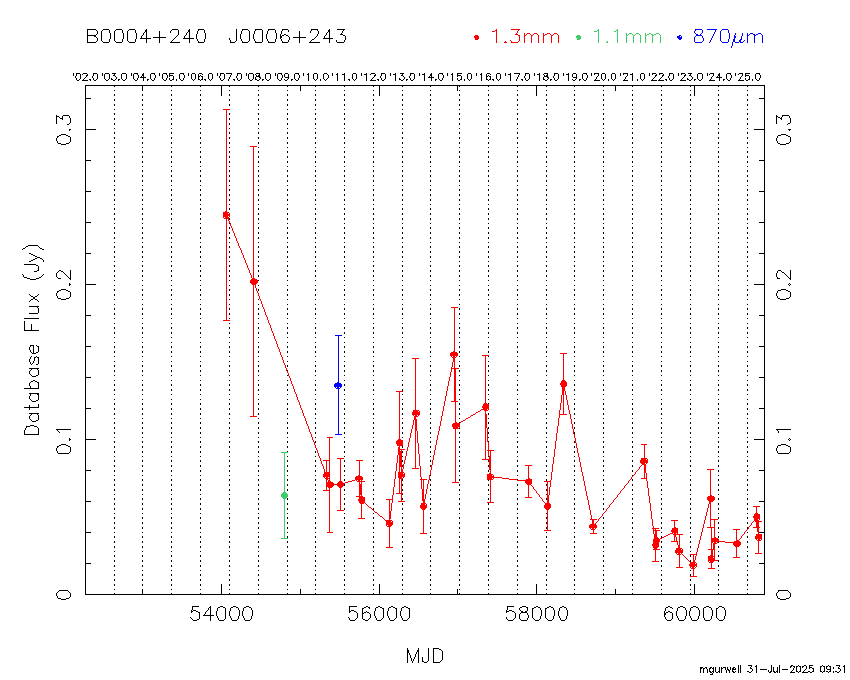 B0004+240 J0006+243 1.3mm 1.1mm 870μm
'02.0 '03.0 '04.0 '05.0 '06.0 '07.0 '08.0 '09.0 '10.0 '11.0 '12.0 '13.0 '14.0 '15.0 '16.0 '17.0 '18.0 '19.0 '20.0 '21.0 '22.0 '23.0 '24.0 '25.0
0.3 0.3
0.2 0.2
Database Flux (Jy)
0.1 0.1
0 0
54000 56000 58000 60000
MJD
mgurwell 31-Jul-2025 09:31